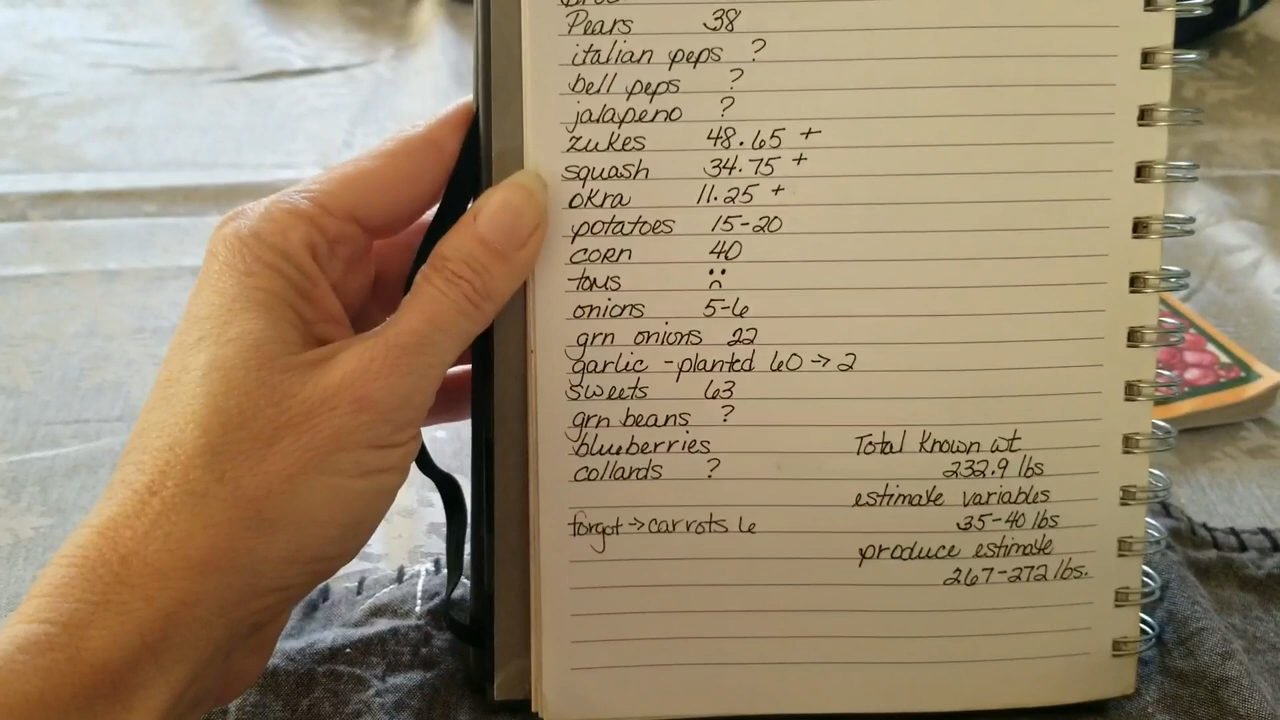 Pears 38
italian peps ?
bell peps ?
jalapeno ?
zukes 48.65 +
squash 34.75 +
okra 11.25 +
potatoes 15-20
corn 40
toms :(
onions 5-6
grn onions 22
garlic - planted 60 → 2
sweets 63
grn beans ?
blueberries
collards ?
forgot → carrots 6
Total known wt
232.9 lbs
estimate variables
35-40 lbs
produce estimate
267-272 lbs.